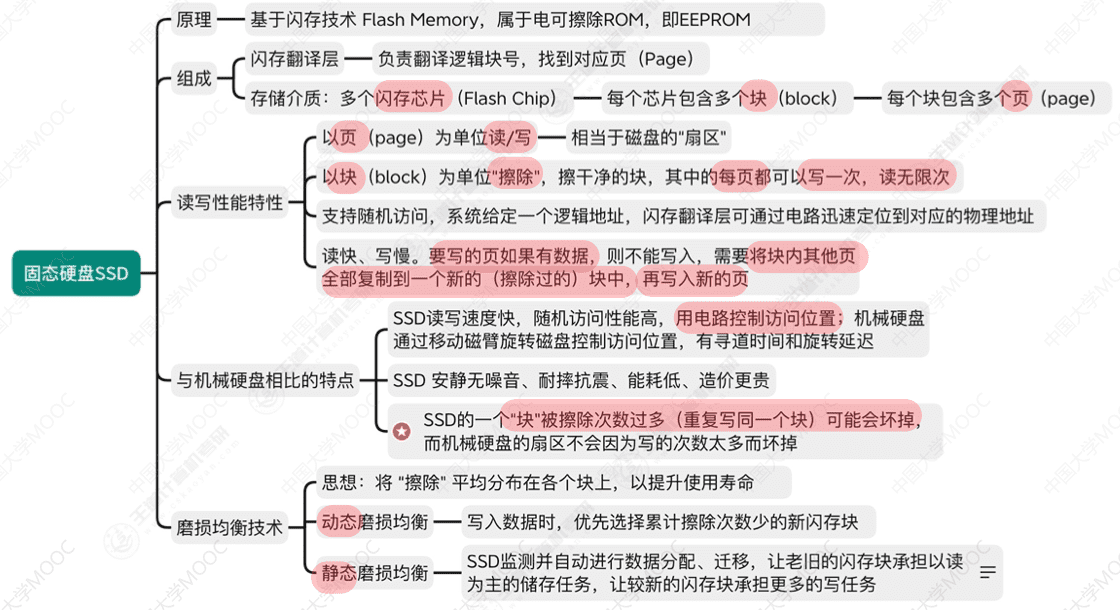 固态硬盘SSD
原理
基于闪存技术 Flash Memory，属于电可擦除ROM，即EEPROM
组成
闪存翻译层
负责翻译逻辑块号，找到对应页（Page）
存储介质：多个闪存芯片（Flash Chip）
每个芯片包含多个块（block）
每个块包含多个页（page）
读写性能特性
以页（page）为单位读/写
相当于磁盘的"扇区"
以块（block）为单位"擦除"，擦干净的块，其中的每页都可以写一次，读无限次
支持随机访问，系统给定一个逻辑地址，闪存翻译层可通过电路迅速定位到对应的物理地址
读快、写慢。要写的页如果有数据，则不能写入，需要将块内其他页
全部复制到一个新的（擦除过的）块中，再写入新的页
与机械硬盘相比的特点
SSD读写速度快，随机访问性能高，用电路控制访问位置；机械硬盘
通过移动磁臂旋转磁盘控制访问位置，有寻道时间和旋转延迟
SSD 安静无噪音、耐摔抗震、能耗低、造价更贵
SSD的一个"块"被擦除次数过多（重复写同一个块）可能会坏掉，
而机械硬盘的扇区不会因为写的次数太多而坏掉
磨损均衡技术
思想：将 "擦除" 平均分布在各个块上，以提升使用寿命
动态磨损均衡
写入数据时，优先选择累计擦除次数少的新闪存块
静态磨损均衡
SSD监测并自动进行数据分配、迁移，让老旧的闪存块承担以读
为主的储存任务，让较新的闪存块承担更多的写任务
中国大学MOOC